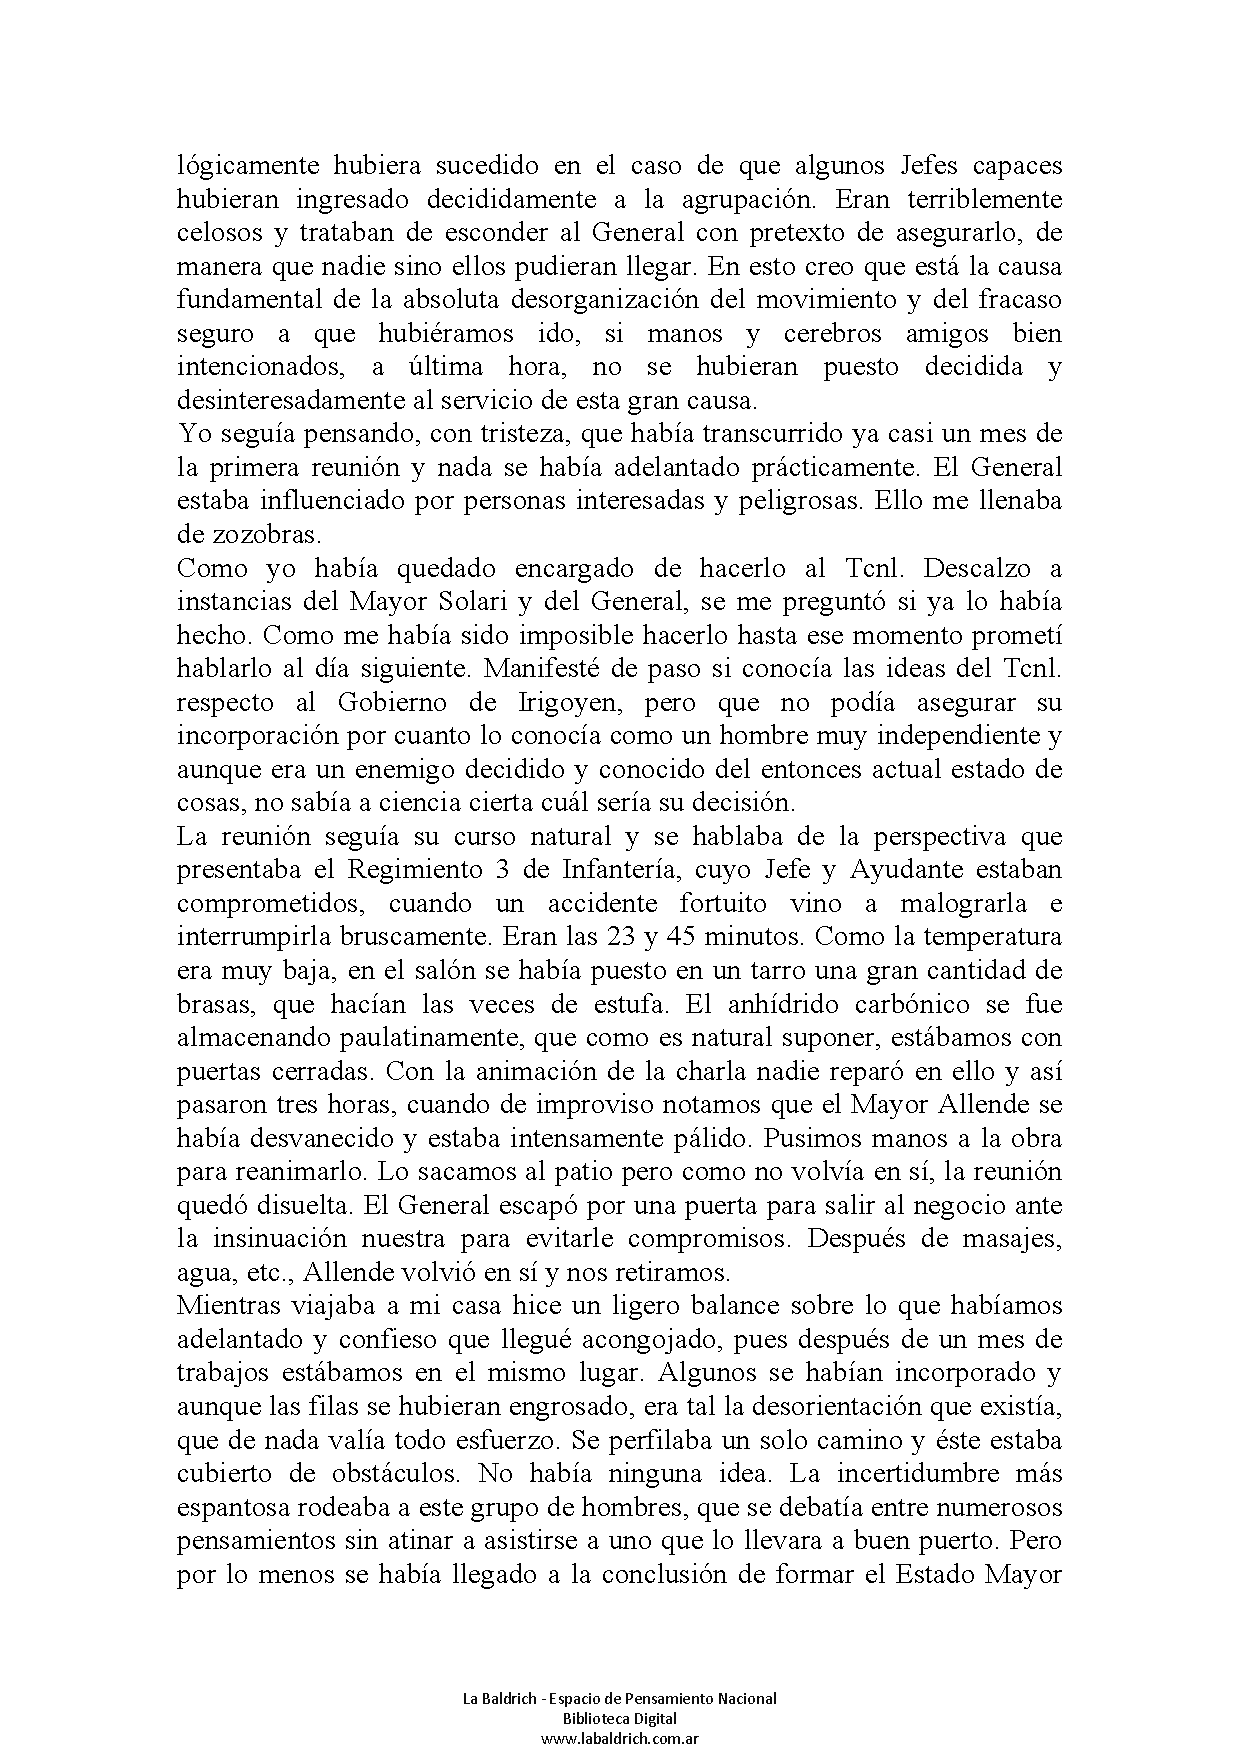 lógicamente hubiera sucedido en el caso de que algunos Jefes capaces
hubieran ingresado decididamente a la agrupación. Eran terriblemente
celosos y trataban de esconder al General con pretexto de asegurarlo, de
manera que nadie sino ellos pudieran llegar. En esto creo que está la causa
fundamental de la absoluta desorganización del movimiento y del fracaso
seguro a que hubiéramos ido, si manos y cerebros amigos bien
intencionados, a última hora, no se hubieran puesto decidida y
desinteresadamente al servicio de esta gran causa.
Yo seguía pensando, con tristeza, que había transcurrido ya casi un mes de
la primera reunión y nada se había adelantado prácticamente. El General
estaba influenciado por personas interesadas y peligrosas. Ello me llenaba
de zozobras.
Como yo había quedado encargado de hacerlo al Tcnl. Descalzo a
instancias del Mayor Solari y del General, se me preguntó si ya lo había
hecho. Como me había sido imposible hacerlo hasta ese momento prometí
hablarlo al día siguiente. Manifesté de paso si conocía las ideas del Tcnl.
respecto al Gobierno de Irigoyen, pero que no podía asegurar su
incorporación por cuanto lo conocía como un hombre muy independiente y
aunque era un enemigo decidido y conocido del entonces actual estado de
cosas, no sabía a ciencia cierta cuál sería su decisión.
La reunión seguía su curso natural y se hablaba de la perspectiva que
presentaba el Regimiento 3 de Infantería, cuyo Jefe y Ayudante estaban
comprometidos, cuando un accidente fortuito vino a malograrla e
interrumpirla bruscamente. Eran las 23 y 45 minutos. Como la temperatura
era muy baja, en el salón se había puesto en un tarro una gran cantidad de
brasas, que hacían las veces de estufa. El anhídrido carbónico se fue
almacenando paulatinamente, que como es natural suponer, estábamos con
puertas cerradas. Con la animación de la charla nadie reparó en ello y así
pasaron tres horas, cuando de improviso notamos que el Mayor Allende se
había desvanecido y estaba intensamente pálido. Pusimos manos a la obra
para reanimarlo. Lo sacamos al patio pero como no volvía en sí, la reunión
quedó disuelta. El General escapó por una puerta para salir al negocio ante
la insinuación nuestra para evitarle compromisos. Después de masajes,
agua, etc., Allende volvió en sí y nos retiramos.
Mientras viajaba a mi casa hice un ligero balance sobre lo que habíamos
adelantado y confieso que llegué acongojado, pues después de un mes de
trabajos estábamos en el mismo lugar. Algunos se habían incorporado y
aunque las filas se hubieran engrosado, era tal la desorientación que existía,
que de nada valía todo esfuerzo. Se perfilaba un solo camino y éste estaba
cubierto de obstáculos. No había ninguna idea. La incertidumbre más
espantosa rodeaba a este grupo de hombres, que se debatía entre numerosos
pensamientos sin atinar a asistirse a uno que lo llevara a buen puerto. Pero
por lo menos se había llegado a la conclusión de formar el Estado Mayor
La Baldrich - Espacio de Pensamiento Nacional
Biblioteca Digital
www.labaldrich.com.ar